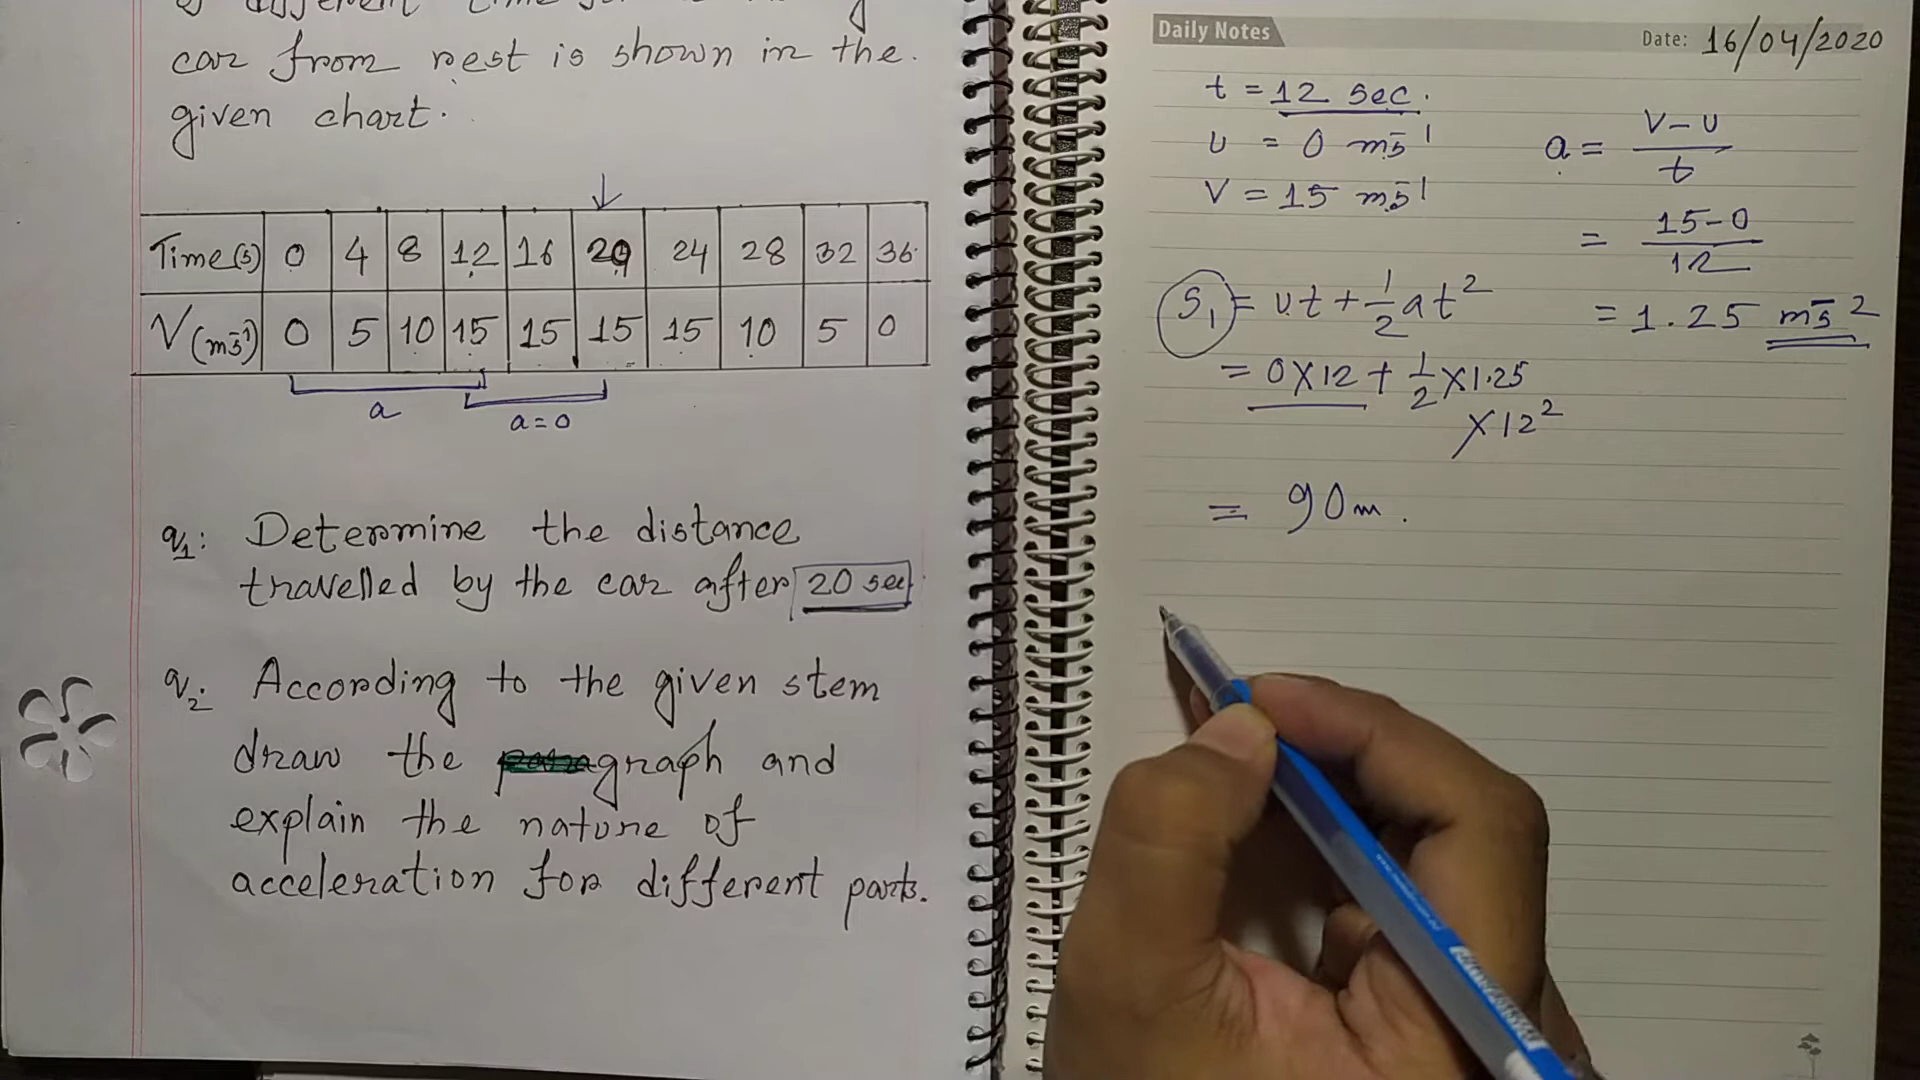 different time
car from rest is shown in the.
given chart.
Time(s) 0 4 8 12 16 20 24 28 32 36
V(ms⁻¹) 0 5 10 15 15 15 15 10 5 0
a
a=0
q₁: Determine the distance
travelled by the car after 20 sec.
q₂. According to the given stem
draw the graph and
explain the nature of
acceleration for different parts.
Daily Notes
Date: 16/04/2020
t = 12 sec.
u = 0 ms⁻¹
V = 15 ms⁻¹
a = V-u/t
= 15-0/12
= 1.25 ms⁻²
S₁ = ut + 1/2 at²
= 0×12 + 1/2 ×1.25
×12²
= 90m.